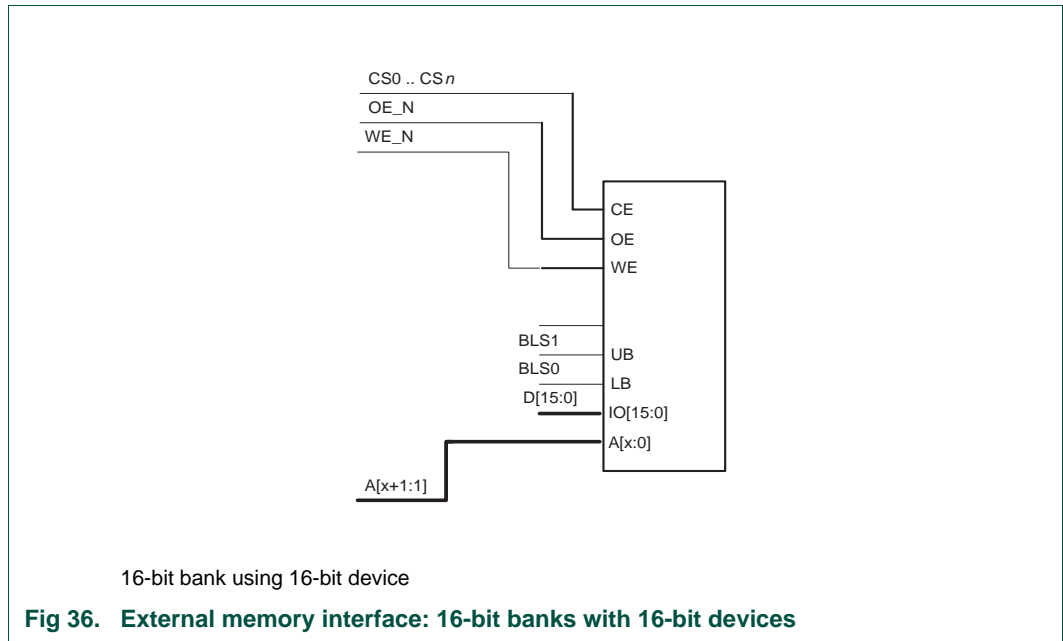 CS0 .. CSn
OE_N
WE_N
CE
OE
WE
BLS1
UB
BLS0
LB
D[15:0]
IO[15:0]
A[x:0]
A[x+1:1]
16-bit bank using 16-bit device
Fig 36. External memory interface: 16-bit banks with 16-bit devices